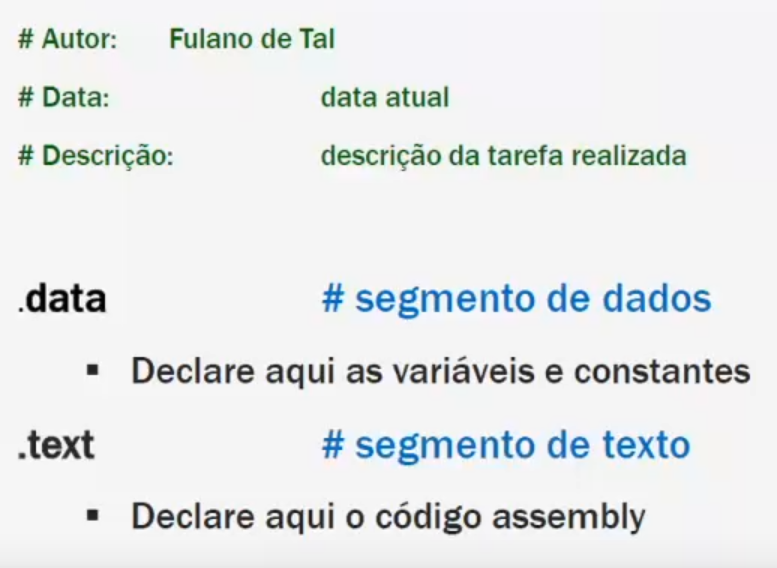 # Autor: Fulano de Tal
# Data: data atual
# Descrição: descrição da tarefa realizada
.data # segmento de dados
▪ Declare aqui as variáveis e constantes
.text # segmento de texto
▪ Declare aqui o código assembly